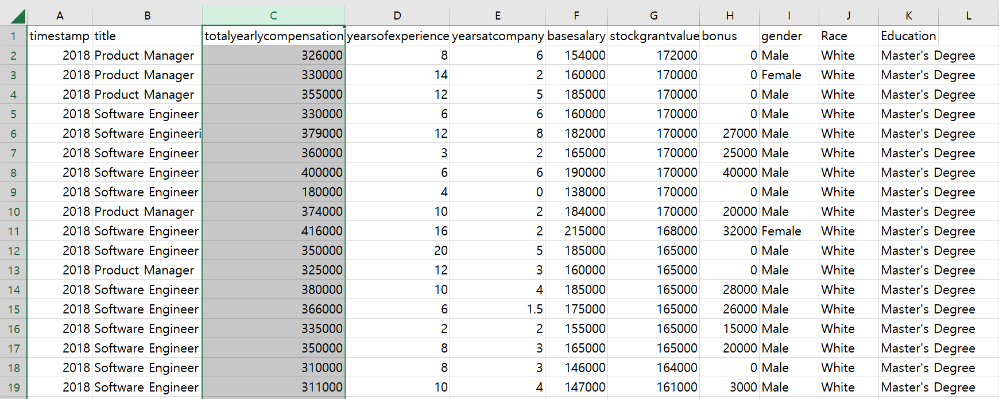 A B C D E F G H I J K L
1 timestamp title totalyearlycompensation yearsofexperience yearsatcompany basesalary stockgrantvalue bonus gender Race Education
2 2018 Product Manager 326000 8 6 154000 172000 0 Male White Master's Degree
3 2018 Product Manager 330000 14 2 160000 170000 0 Female White Master's Degree
4 2018 Product Manager 355000 12 5 185000 170000 0 Male White Master's Degree
5 2018 Software Engineer 330000 6 6 160000 170000 0 Male White Master's Degree
6 2018 Software Engineeri 379000 12 8 182000 170000 27000 Male White Master's Degree
7 2018 Software Engineer 360000 3 2 165000 170000 25000 Male White Master's Degree
8 2018 Software Engineer 400000 6 6 190000 170000 40000 Male White Master's Degree
9 2018 Software Engineer 180000 4 0 138000 170000 0 Male White Master's Degree
10 2018 Product Manager 374000 10 2 184000 170000 20000 Male White Master's Degree
11 2018 Software Engineer 416000 16 2 215000 168000 32000 Female White Master's Degree
12 2018 Software Engineer 350000 20 5 185000 165000 0 Male White Master's Degree
13 2018 Product Manager 325000 12 3 160000 165000 0 Male White Master's Degree
14 2018 Software Engineer 380000 10 4 185000 165000 28000 Male White Master's Degree
15 2018 Software Engineer 366000 6 1.5 175000 165000 26000 Male White Master's Degree
16 2018 Software Engineer 335000 2 2 155000 165000 15000 Male White Master's Degree
17 2018 Software Engineer 350000 8 3 165000 165000 20000 Male White Master's Degree
18 2018 Software Engineer 310000 8 3 146000 164000 0 Male White Master's Degree
19 2018 Software Engineer 311000 10 4 147000 161000 3000 Male White Master's Degree